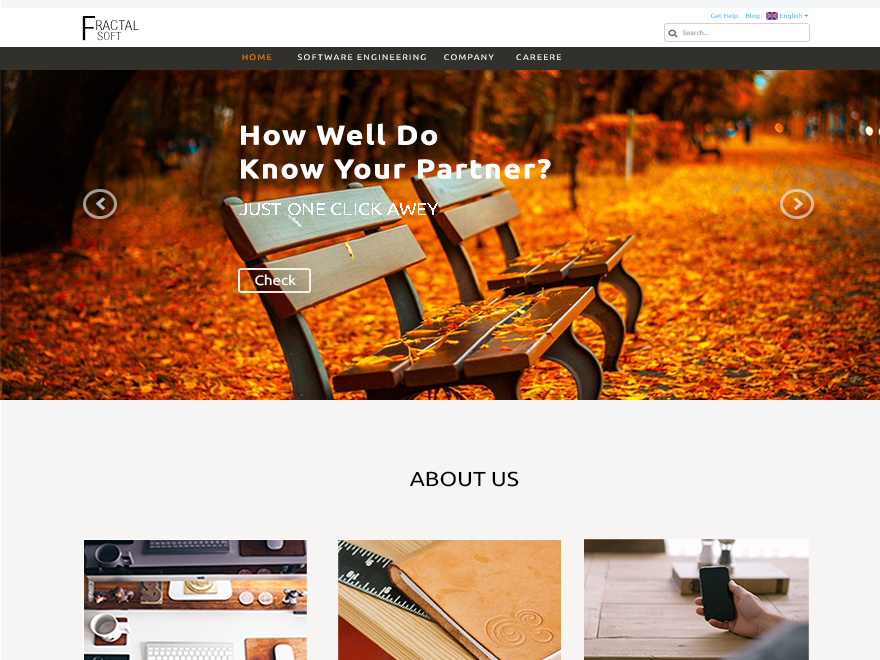 FRACTAL
SOFT
Get Help Blog English
Search...
HOME SOFTWARE ENGINEERING COMPANY CAREERE
How Well Do
Know Your Partner?
JUST ONE CLICK AWEY
Check
ABOUT US